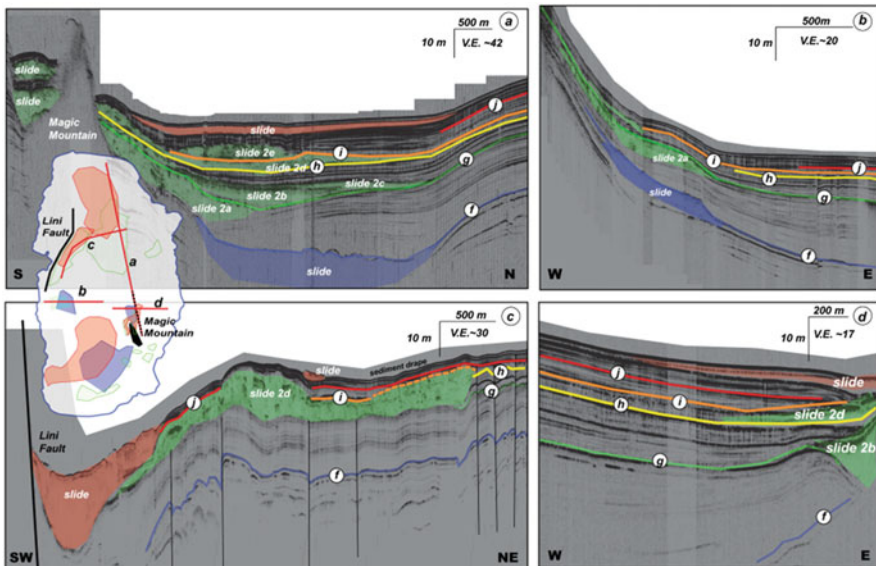 500 m
a
10 m
V.E. ~42
slide
slide
Magic
Mountain
slide
j
slide 2e
i
slide 2d
h
g
slide 2c
slide 2b
slide 2a
f
slide
S
N
500m
b
10 m
V.E. ~20
slide 2a
i
j
h
slide
g
f
W
E
Lini
Fault
c
a
b
d
Magic
Mountain
500 m
c
10 m
V.E.~30
slide
sediment drape
j
slide 2d
i
h
g
Lini
Fault
slide
f
SW
NE
200 m
d
10 m
V.E. ~17
j
slide
i
h
slide 2d
slide 2b
g
f
W
E